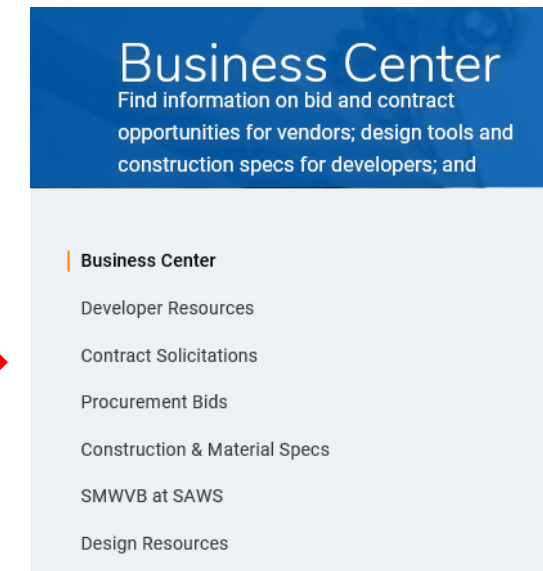 Business Center
Find information on bid and contract
opportunities for vendors; design tools and
construction specs for developers; and
Business Center
Developer Resources
Contract Solicitations
Procurement Bids
Construction & Material Specs
SMWVB at SAWS
Design Resources